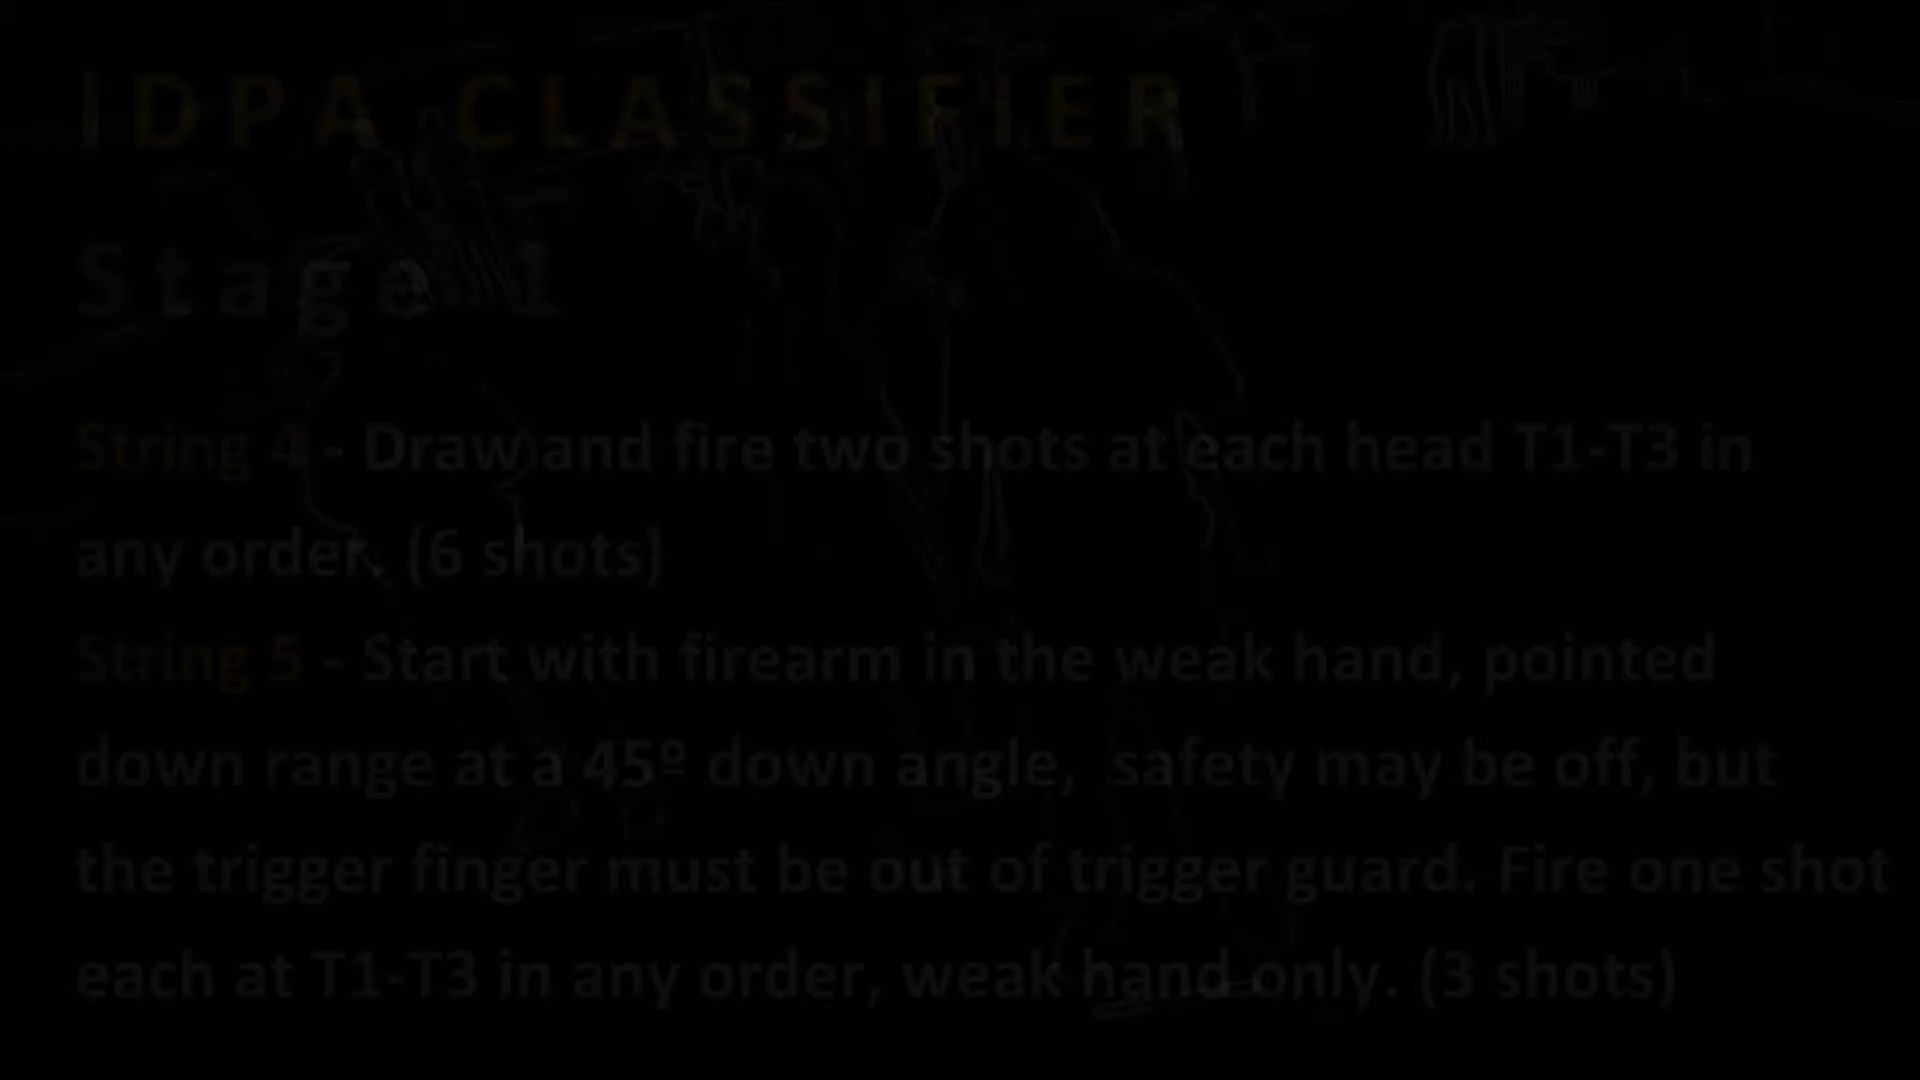 IDPA CLASSIFIER
Stage 1
String 4 - Draw and fire two shots at each head T1-T3 in
any order. (6 shots)
String 5 - Start with firearm in the weak hand, pointed
down range at a 45º down angle,  safety may be off, but
the trigger finger must be out of trigger guard. Fire one shot
each at T1-T3 in any order, weak hand only. (3 shots)